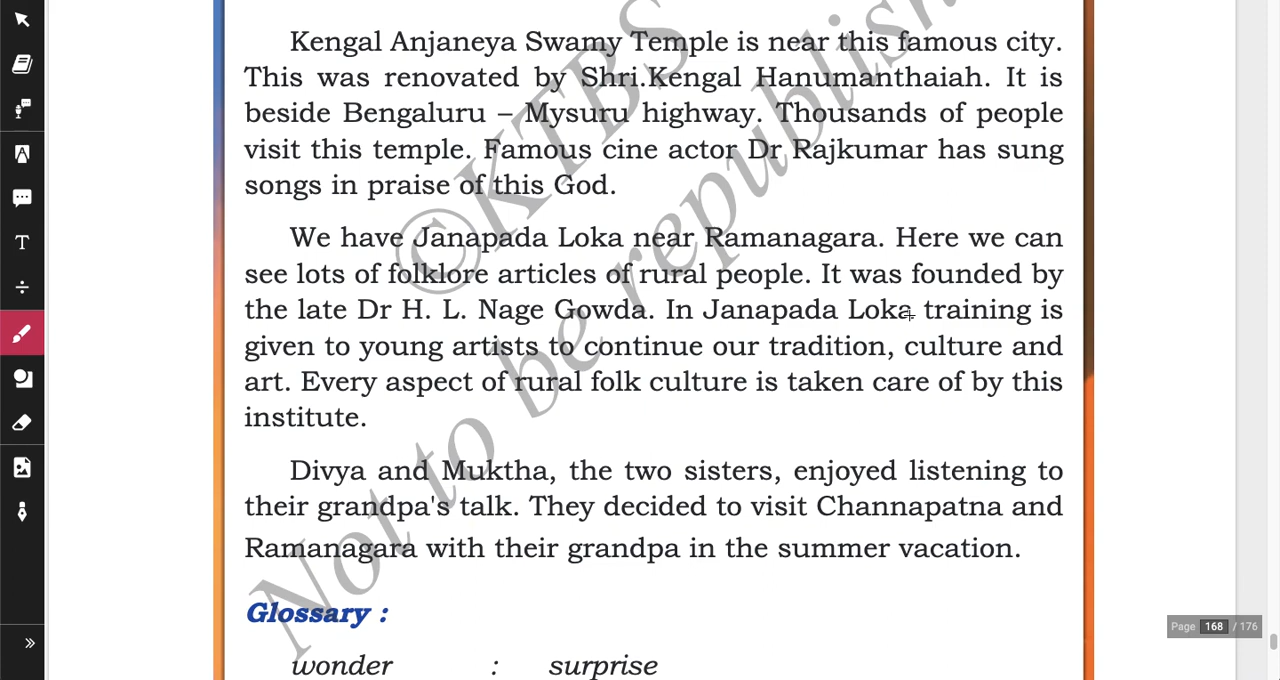 Kengal Anjaneya Swamy Temple is near this famous city.
This was renovated by Shri.Kengal Hanumanthaiah. It is
beside Bengaluru – Mysuru highway. Thousands of people
visit this temple. Famous cine actor Dr Rajkumar has sung
songs in praise of this God.
We have Janapada Loka near Ramanagara. Here we can
see lots of folklore articles of rural people. It was founded by
the late Dr H. L. Nage Gowda. In Janapada Loka training is
given to young artists to continue our tradition, culture and
art. Every aspect of rural folk culture is taken care of by this
institute.
Divya and Muktha, the two sisters, enjoyed listening to
their grandpa's talk. They decided to visit Channapatna and
Ramanagara with their grandpa in the summer vacation.
Glossary :
wonder : surprise
©KTBS
Not to be republish
Page 168 / 176